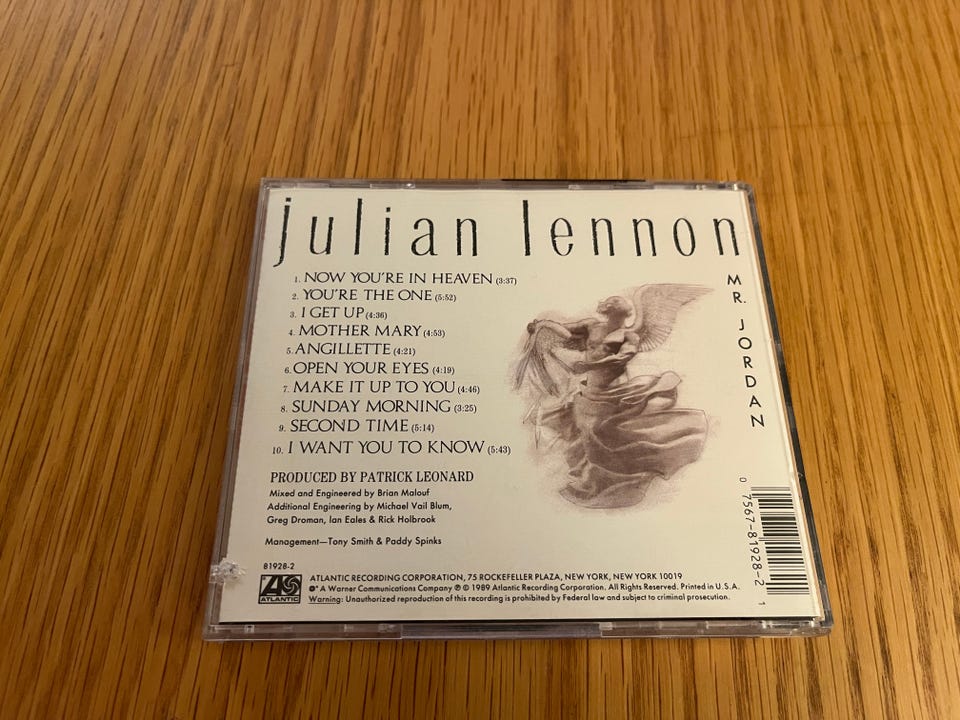 julian lennon
MR. JORDAN
1. NOW YOU'RE IN HEAVEN (3:37)
2. YOU'RE THE ONE (5:52)
3. I GET UP (4:36)
4. MOTHER MARY (4:53)
5. ANGILLETTE (4:21)
6. OPEN YOUR EYES (4:19)
7. MAKE IT UP TO YOU (4:46)
8. SUNDAY MORNING (3:25)
9. SECOND TIME (5:14)
10. I WANT YOU TO KNOW (5:43)
PRODUCED BY PATRICK LEONARD
Mixed and Engineered by Brian Malouf
Additional Engineering by Michael Vail Blum,
Greg Droman, Ian Eales & Rick Holbrook
Management—Tony Smith & Paddy Spinks
0 7567-81928-2 1
81928-2
ATLANTIC
ATLANTIC RECORDING CORPORATION, 75 ROCKEFELLER PLAZA, NEW YORK, NEW YORK 10019
A Warner Communications Company ℗ © 1989 Atlantic Recording Corporation. All Rights Reserved. Printed in U.S.A.
Warning: Unauthorized reproduction of this recording is prohibited by Federal law and subject to criminal prosecution.